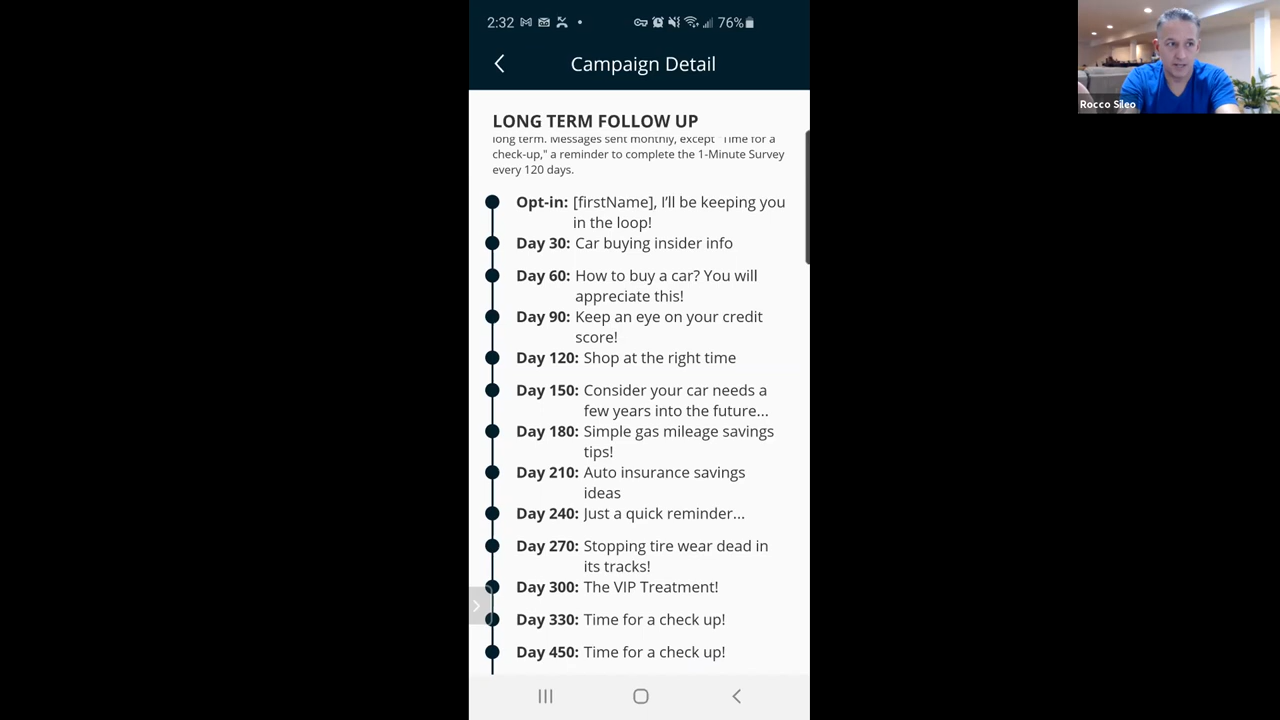 2:32 76%
Campaign Detail
LONG TERM FOLLOW UP
long term. Messages sent monthly, except "Time for a
check-up," a reminder to complete the 1-Minute Survey
every 120 days.
Opt-in: [firstName], I'll be keeping you
in the loop!
Day 30: Car buying insider info
Day 60: How to buy a car? You will
appreciate this!
Day 90: Keep an eye on your credit
score!
Day 120: Shop at the right time
Day 150: Consider your car needs a
few years into the future...
Day 180: Simple gas mileage savings
tips!
Day 210: Auto insurance savings
ideas
Day 240: Just a quick reminder...
Day 270: Stopping tire wear dead in
its tracks!
Day 300: The VIP Treatment!
Day 330: Time for a check up!
Day 450: Time for a check up!
Rocco Sileo